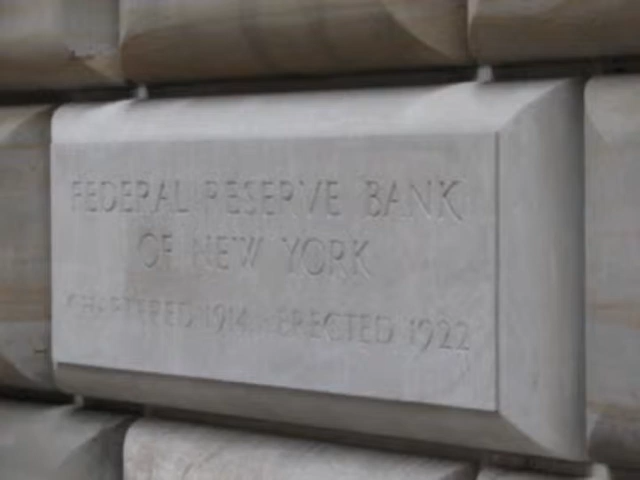 FEDERAL RESERVE BANK
OF NEW YORK
CHARTERED 1914 - ERECTED 1922